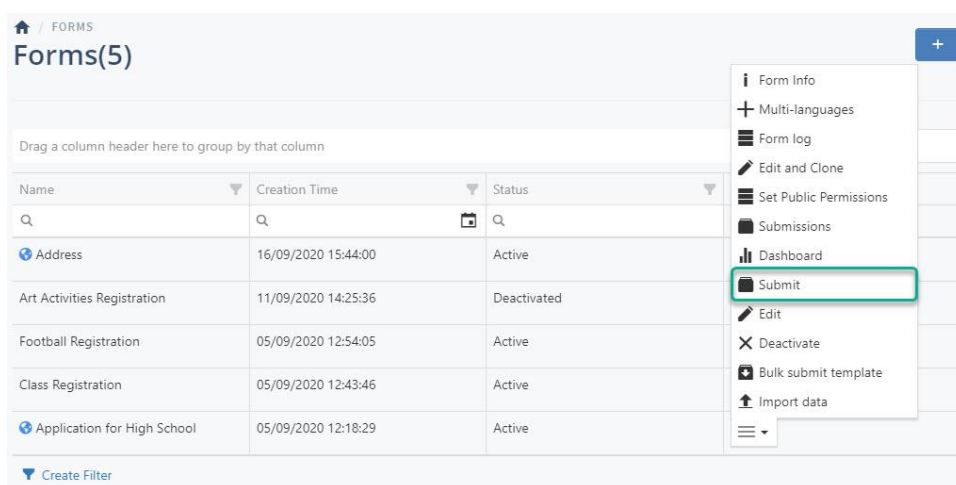 / FORMS
Forms(5)
+
Form Info
Multi-languages
Form log
Edit and Clone
Set Public Permissions
Submissions
Dashboard
Submit
Edit
Deactivate
Bulk submit template
Import data
Drag a column header here to group by that column
Name Creation Time Status
Address 16/09/2020 15:44:00 Active
Art Activities Registration 11/09/2020 14:25:36 Deactivated
Football Registration 05/09/2020 12:54:05 Active
Class Registration 05/09/2020 12:43:46 Active
Application for High School 05/09/2020 12:18:29 Active
Create Filter